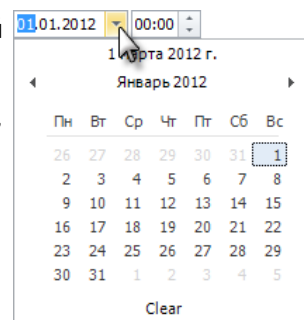 01.01.2012 00:00
1 марта 2012 г.
Январь 2012
Пн Вт Ср Чт Пт Сб Вс
26 27 28 29 30 31 1
2 3 4 5 6 7 8
9 10 11 12 13 14 15
16 17 18 19 20 21 22
23 24 25 26 27 28 29
30 31 1 2 3 4 5
Clear